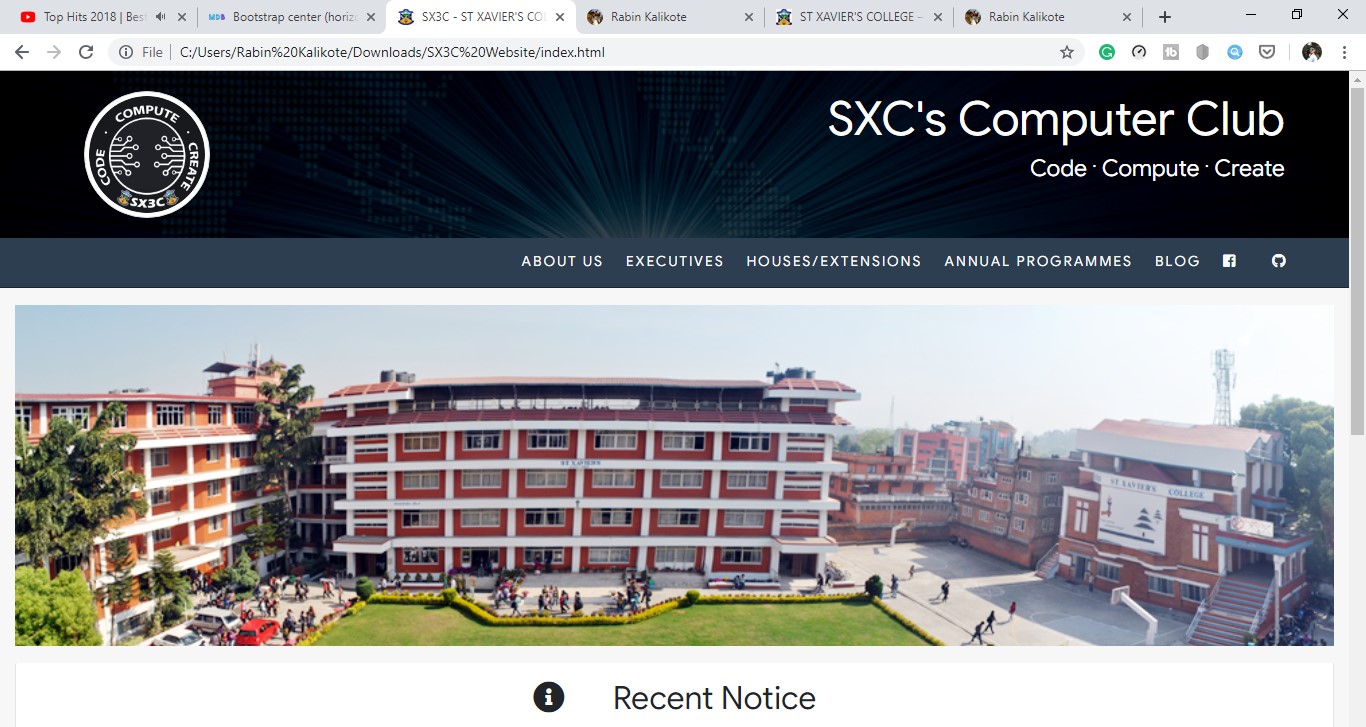 Top Hits 2018 | Bes
Bootstrap center (horiz
SX3C - ST XAVIER'S CO
Rabin Kalikote
ST XAVIER'S COLLEGE –
Rabin Kalikote
File
C:/Users/Rabin%20Kalikote/Downloads/SX3C%20Website/index.html
CODE · COMPUTE · CREATE
SX3C
SXC's Computer Club
Code · Compute · Create
ABOUT US
EXECUTIVES
HOUSES/EXTENSIONS
ANNUAL PROGRAMMES
BLOG
ST XAVIER'S
ST XAVIER'S COLLEGE
Recent Notice